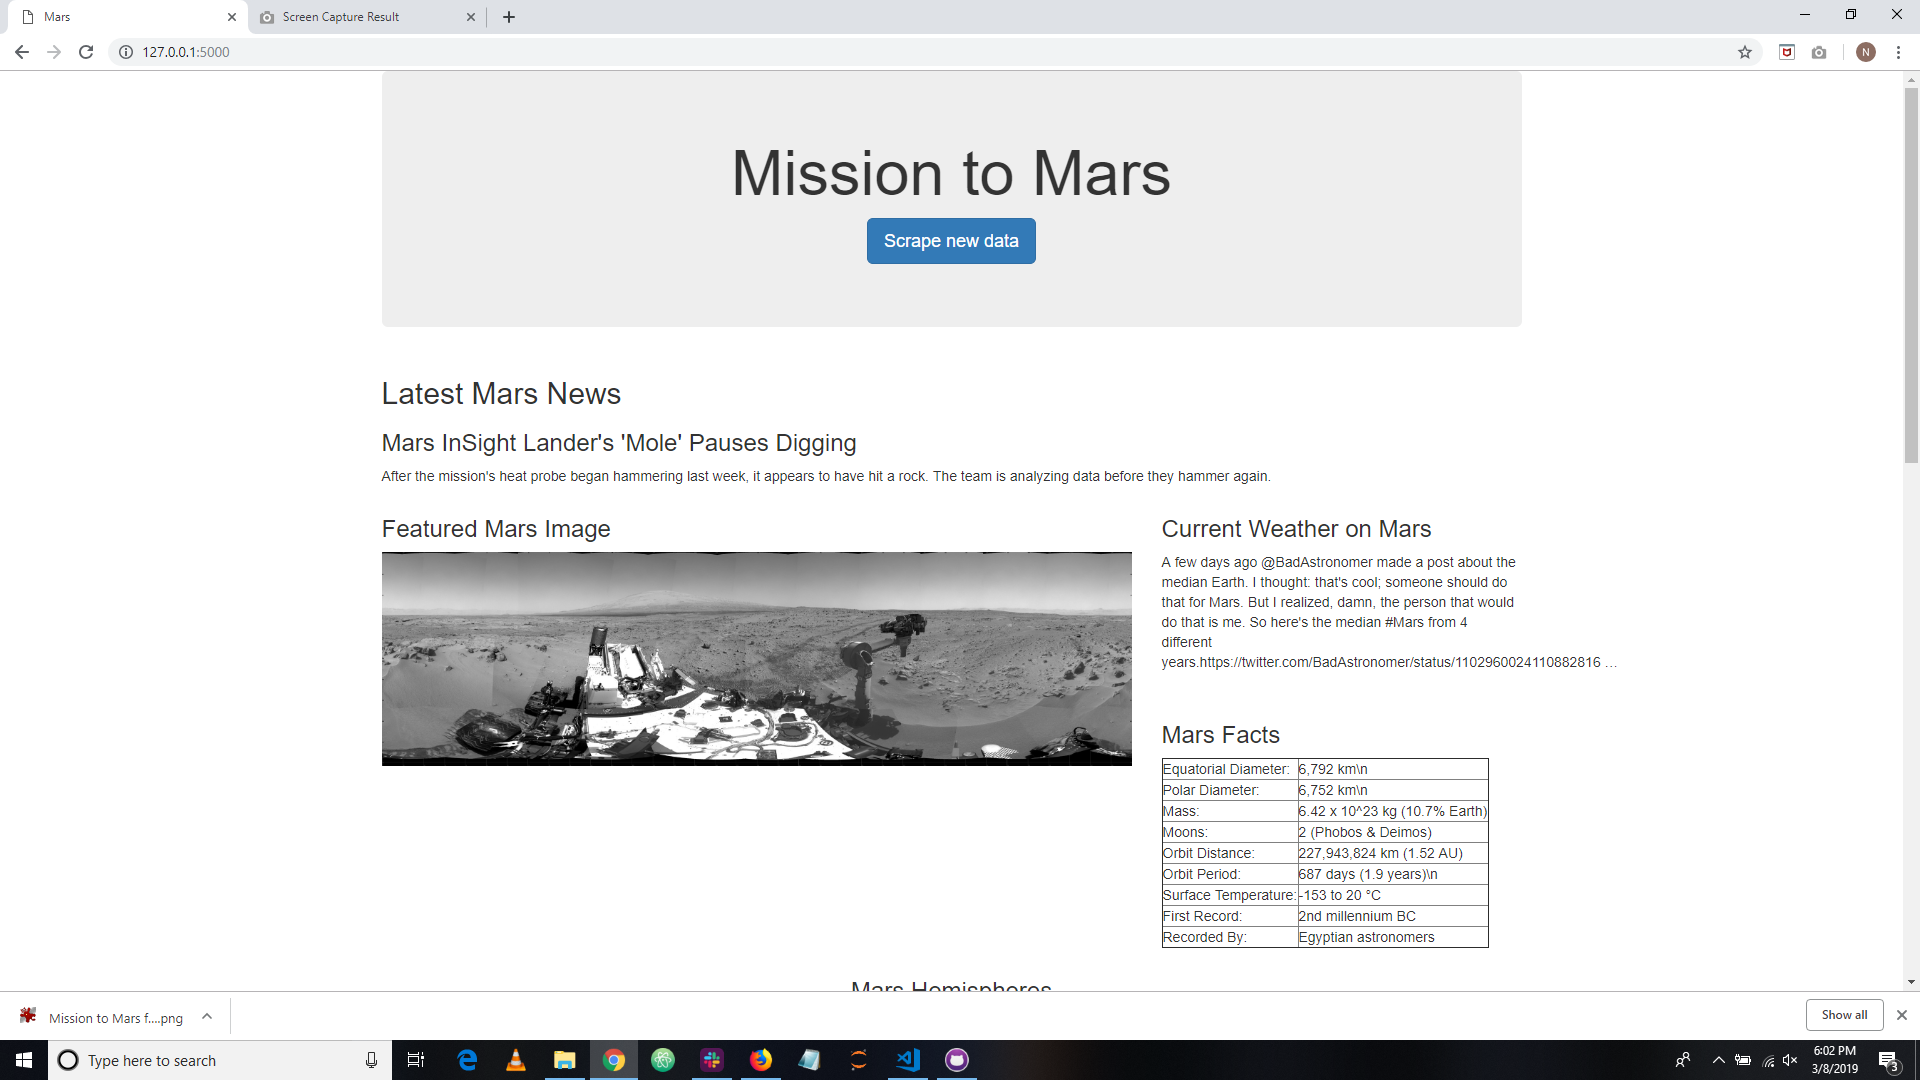 Mars
Screen Capture Result
127.0.0.1:5000
N
Mission to Mars
Scrape new data
Latest Mars News
Mars InSight Lander's 'Mole' Pauses Digging
After the mission's heat probe began hammering last week, it appears to have hit a rock. The team is analyzing data before they hammer again.
Featured Mars Image
Current Weather on Mars
A few days ago @BadAstronomer made a post about the
median Earth. I thought: that's cool; someone should do
that for Mars. But I realized, damn, the person that would
do that is me. So here's the median #Mars from 4
different
years.https://twitter.com/BadAstronomer/status/1102960024110882816 …
Mars Facts
Equatorial Diameter: 6,792 km\n
Polar Diameter: 6,752 km\n
Mass: 6.42 x 10^23 kg (10.7% Earth)
Moons: 2 (Phobos & Deimos)
Orbit Distance: 227,943,824 km (1.52 AU)
Orbit Period: 687 days (1.9 years)\n
Surface Temperature: -153 to 20 °C
First Record: 2nd millennium BC
Recorded By: Egyptian astronomers
Mars Hemispheres
Mission to Mars f....png
Show all
Type here to search
6:02 PM
3/8/2019
3